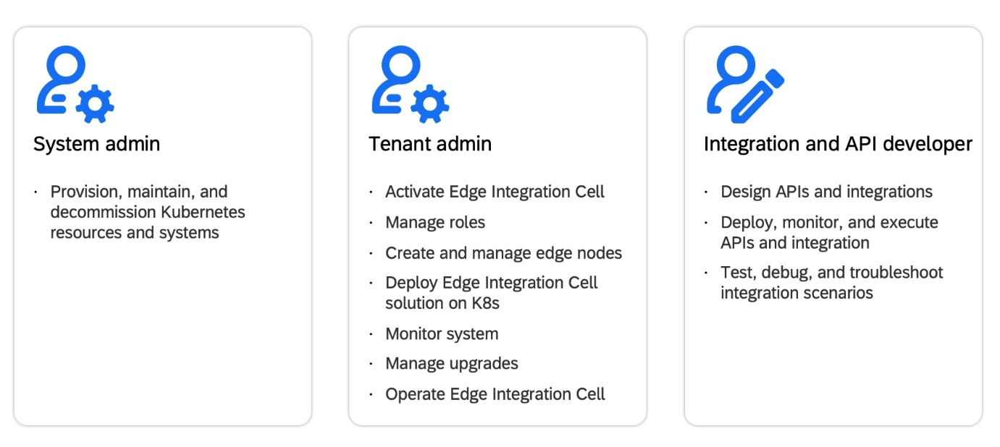 System admin
· Provision, maintain, and
decommission Kubernetes
resources and systems
Tenant admin
· Activate Edge Integration Cell
· Manage roles
· Create and manage edge nodes
· Deploy Edge Integration Cell
solution on K8s
· Monitor system
· Manage upgrades
· Operate Edge Integration Cell
Integration and API developer
· Design APIs and integrations
· Deploy, monitor, and execute
APIs and integration
· Test, debug, and troubleshoot
integration scenarios